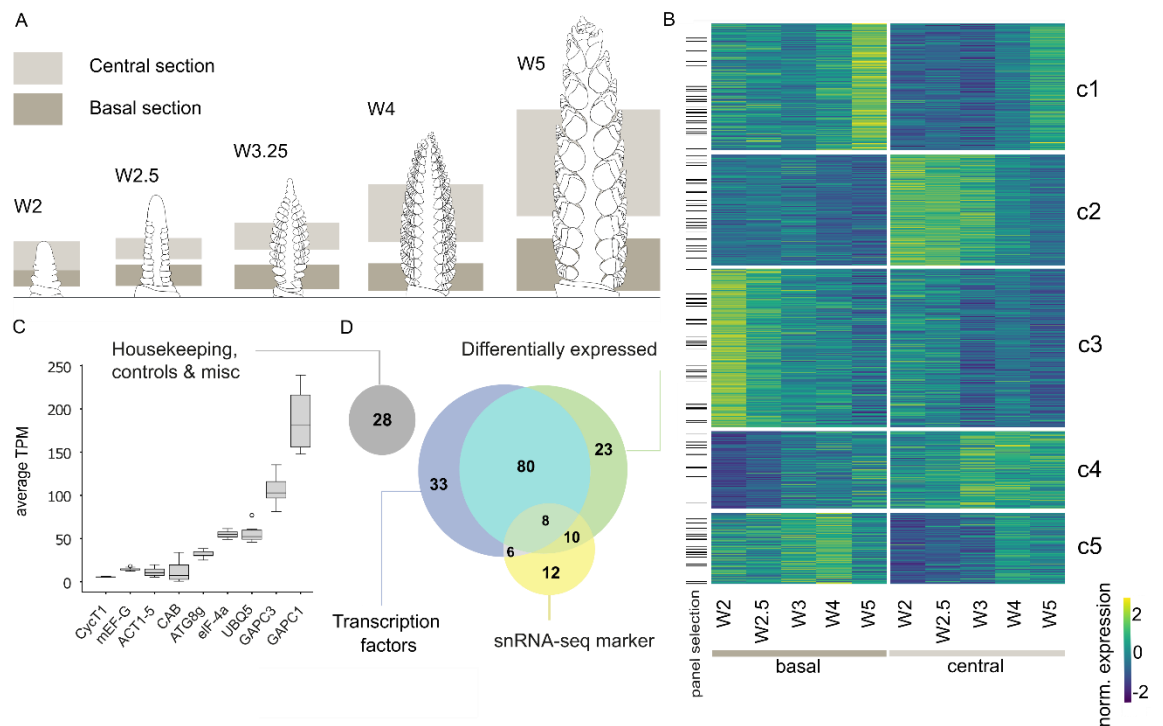 A
Central section
Basal section
W2
W2.5
W3.25
W4
W5
B
c1
c2
c3
c4
c5
panel selection
W2
W2.5
W3
W4
W5
W2
W2.5
W3
W4
W5
basal
central
norm. expression
2
0
-2
C
average TPM
250
200
150
100
50
0
CycT1
mEF-G
ACT1-5
CAB
ATG8g
eIF-4a
UBQ5
GAPC3
GAPC1
D
Housekeeping,
controls & misc
Differentially expressed
28
33
80
23
8
10
6
12
Transcription
factors
snRNA-seq marker